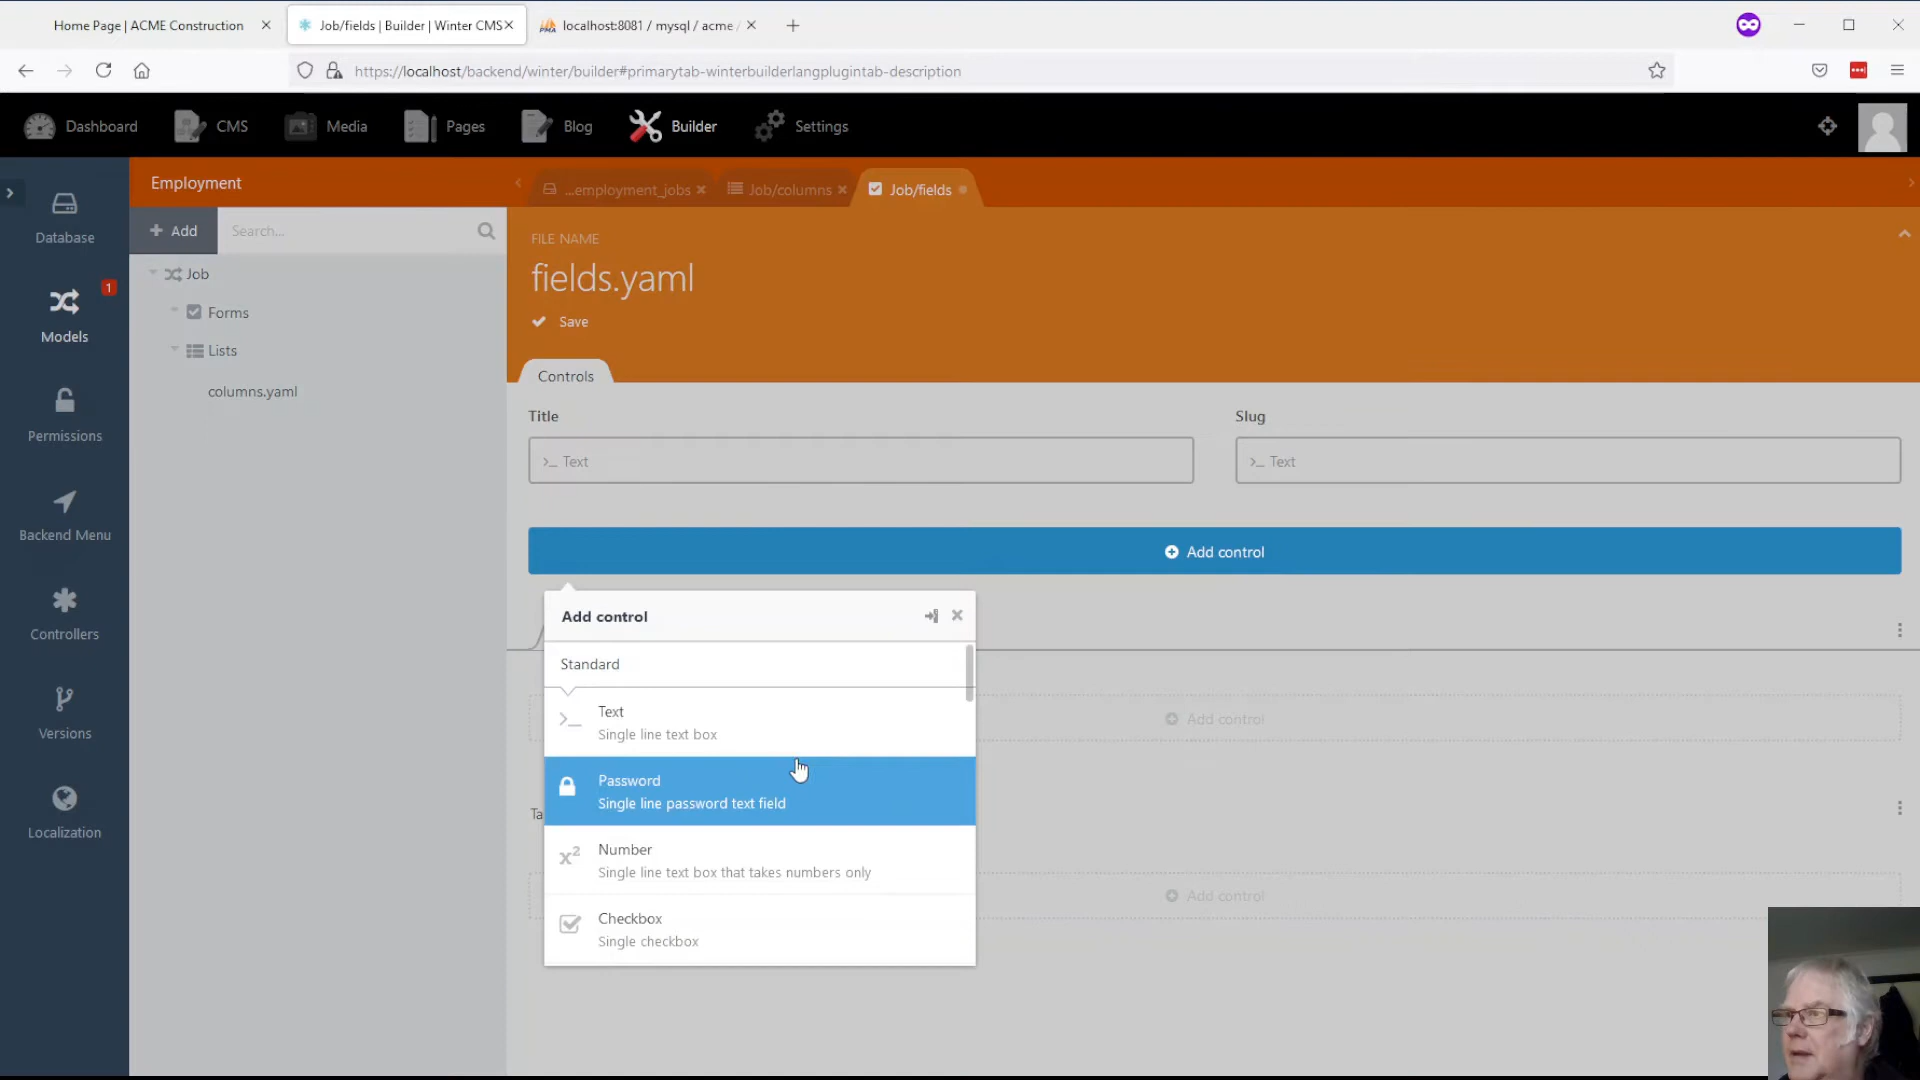 Home Page | ACME Construction
Job/fields | Builder | Winter CMS
localhost:8081 / mysql / acme /
https://localhost/backend/winter/builder#primarytab-winterbuilderlangplugintab-description
Dashboard
CMS
Media
Pages
Blog
Builder
Settings
Employment
...employment_jobs
Job/columns
Job/fields
Database
Add
Search...
FILE NAME
fields.yaml
Save
Job
Forms
Lists
columns.yaml
1
Models
Permissions
Backend Menu
Controllers
Versions
Localization
Controls
Title
Slug
>_ Text
>_ Text
Add control
Add control
Standard
>_ Text
Single line text box
Add control
Password
Single line password text field
Ta
x² Number
Single line text box that takes numbers only
Add control
Checkbox
Single checkbox